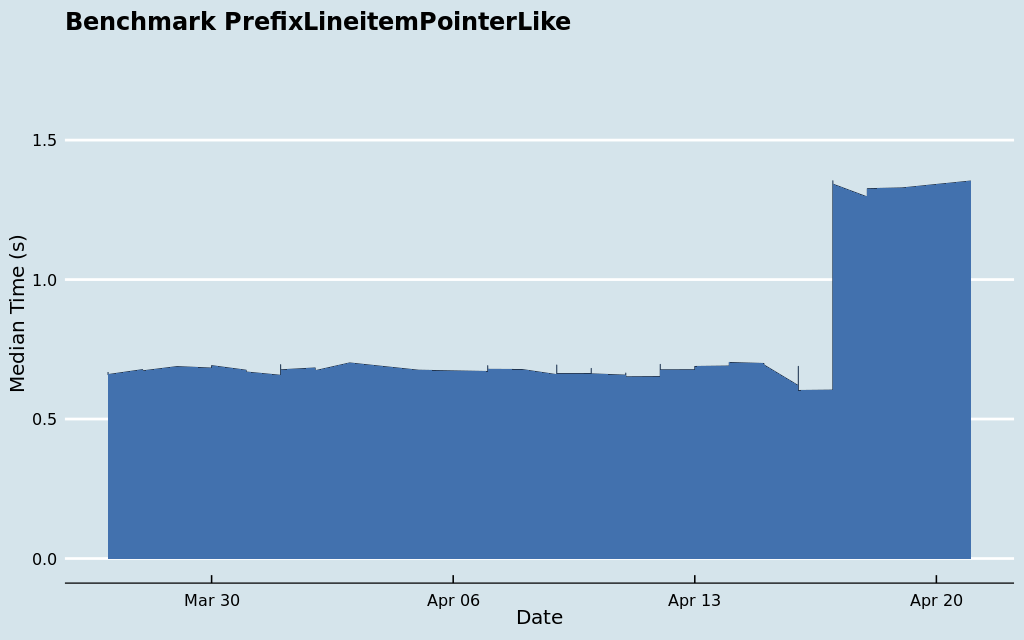 Benchmark PrefixLineitemPointerLike
Median Time (s)
1.5
1.0
0.5
0.0
Mar 30 Apr 06 Apr 13 Apr 20
Date